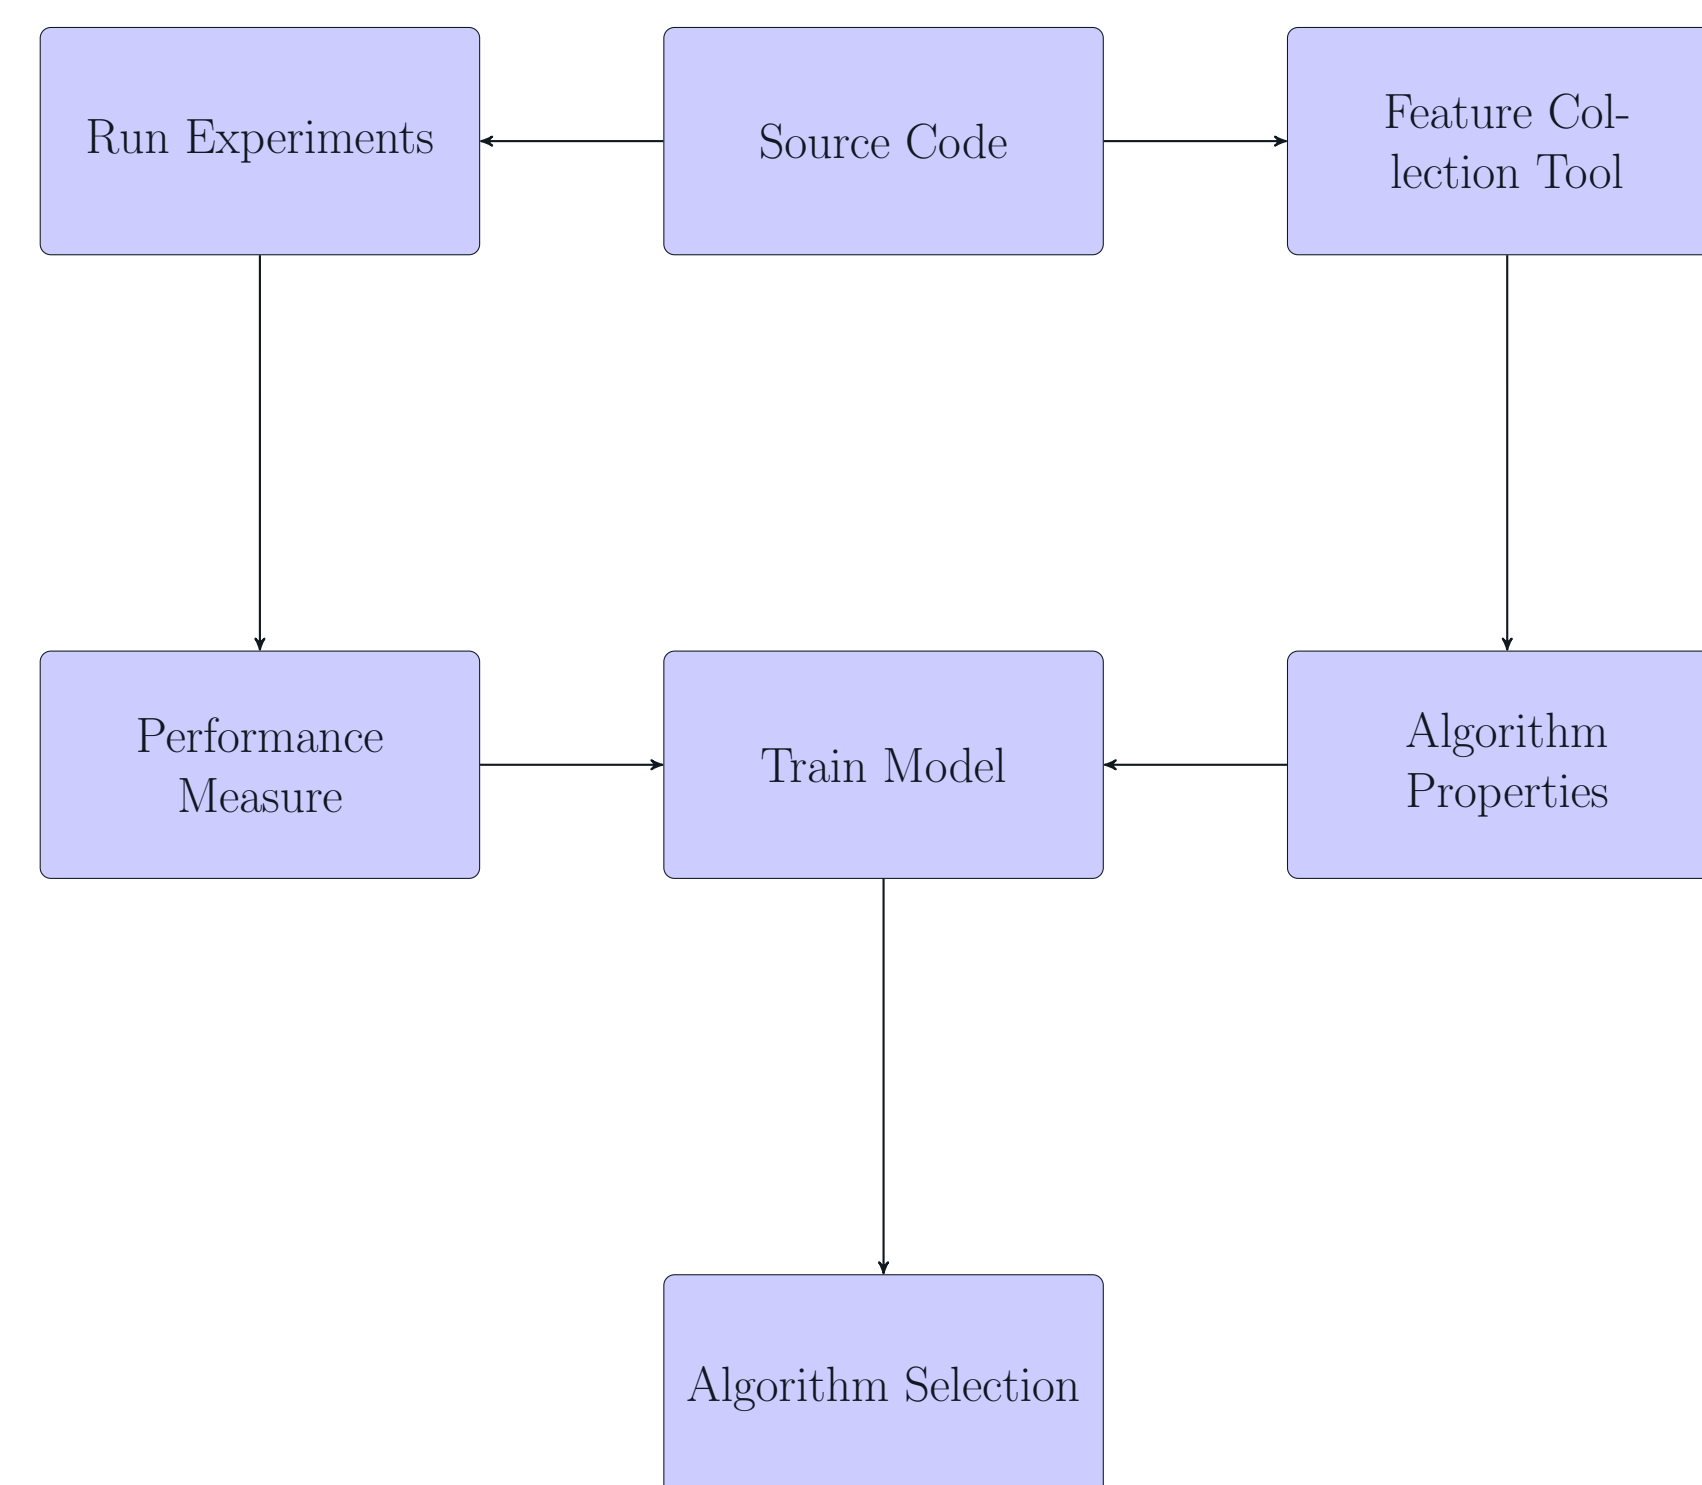 Run Experiments
Source Code
Feature Col-
lection Tool
Performance
Measure
Train Model
Algorithm
Properties
Algorithm Selection